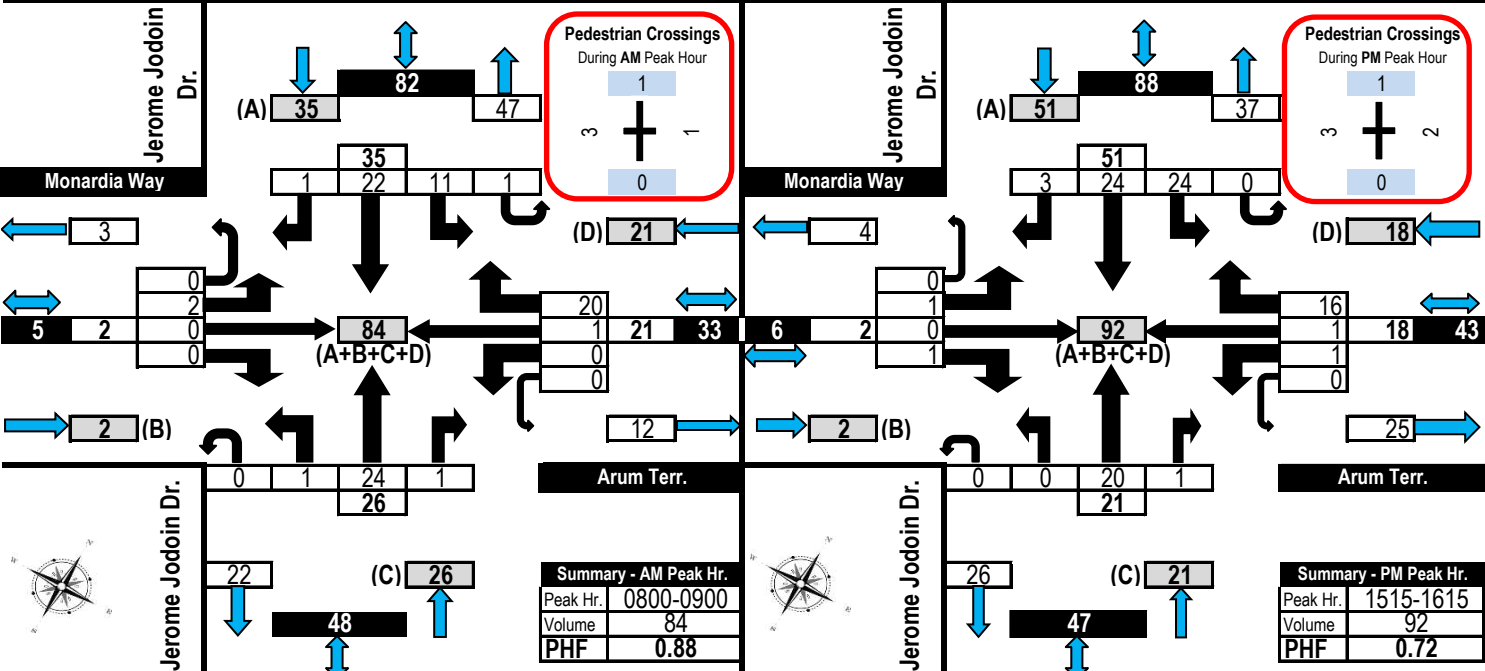 Jerome Jodoin
Dr.
82
(A) 35
47
Pedestrian Crossings
During AM Peak Hour
1
3
1
0
35
1 22 11 1
Monardia Way
3
(D) 21
0
2
0
0
5 2
84
(A+B+C+D)
20
1
0
0
21 33
2 (B)
12
0 1 24 1
26
Arum Terr.
Jerome Jodoin Dr.
22
(C) 26
48
Summary - AM Peak Hr.
Peak Hr. 0800-0900
Volume 84
PHF 0.88
Jerome Jodoin
Dr.
88
(A) 51
37
Pedestrian Crossings
During PM Peak Hour
1
3
2
0
51
3 24 24 0
Monardia Way
4
(D) 18
0
1
0
1
6 2
92
(A+B+C+D)
16
1
1
0
18 43
2 (B)
25
0 0 20 1
21
Arum Terr.
Jerome Jodoin Dr.
26
(C) 21
47
Summary - PM Peak Hr.
Peak Hr. 1515-1615
Volume 92
PHF 0.72